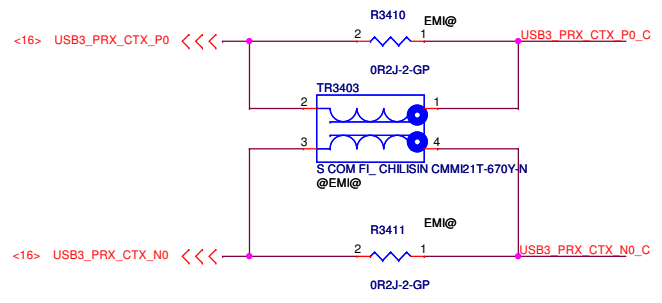 R3410
<16> USB3_PRX_CTX_P0
2
1
EMI@
USB3_PRX_CTX_P0_C
0R2J-2-GP
TR3403
2
1
3
4
S COM FI_ CHILISIN CMMI21T-670Y-N
@EMI@
R3411
EMI@
<16> USB3_PRX_CTX_N0
2
1
USB3_PRX_CTX_N0_C
0R2J-2-GP